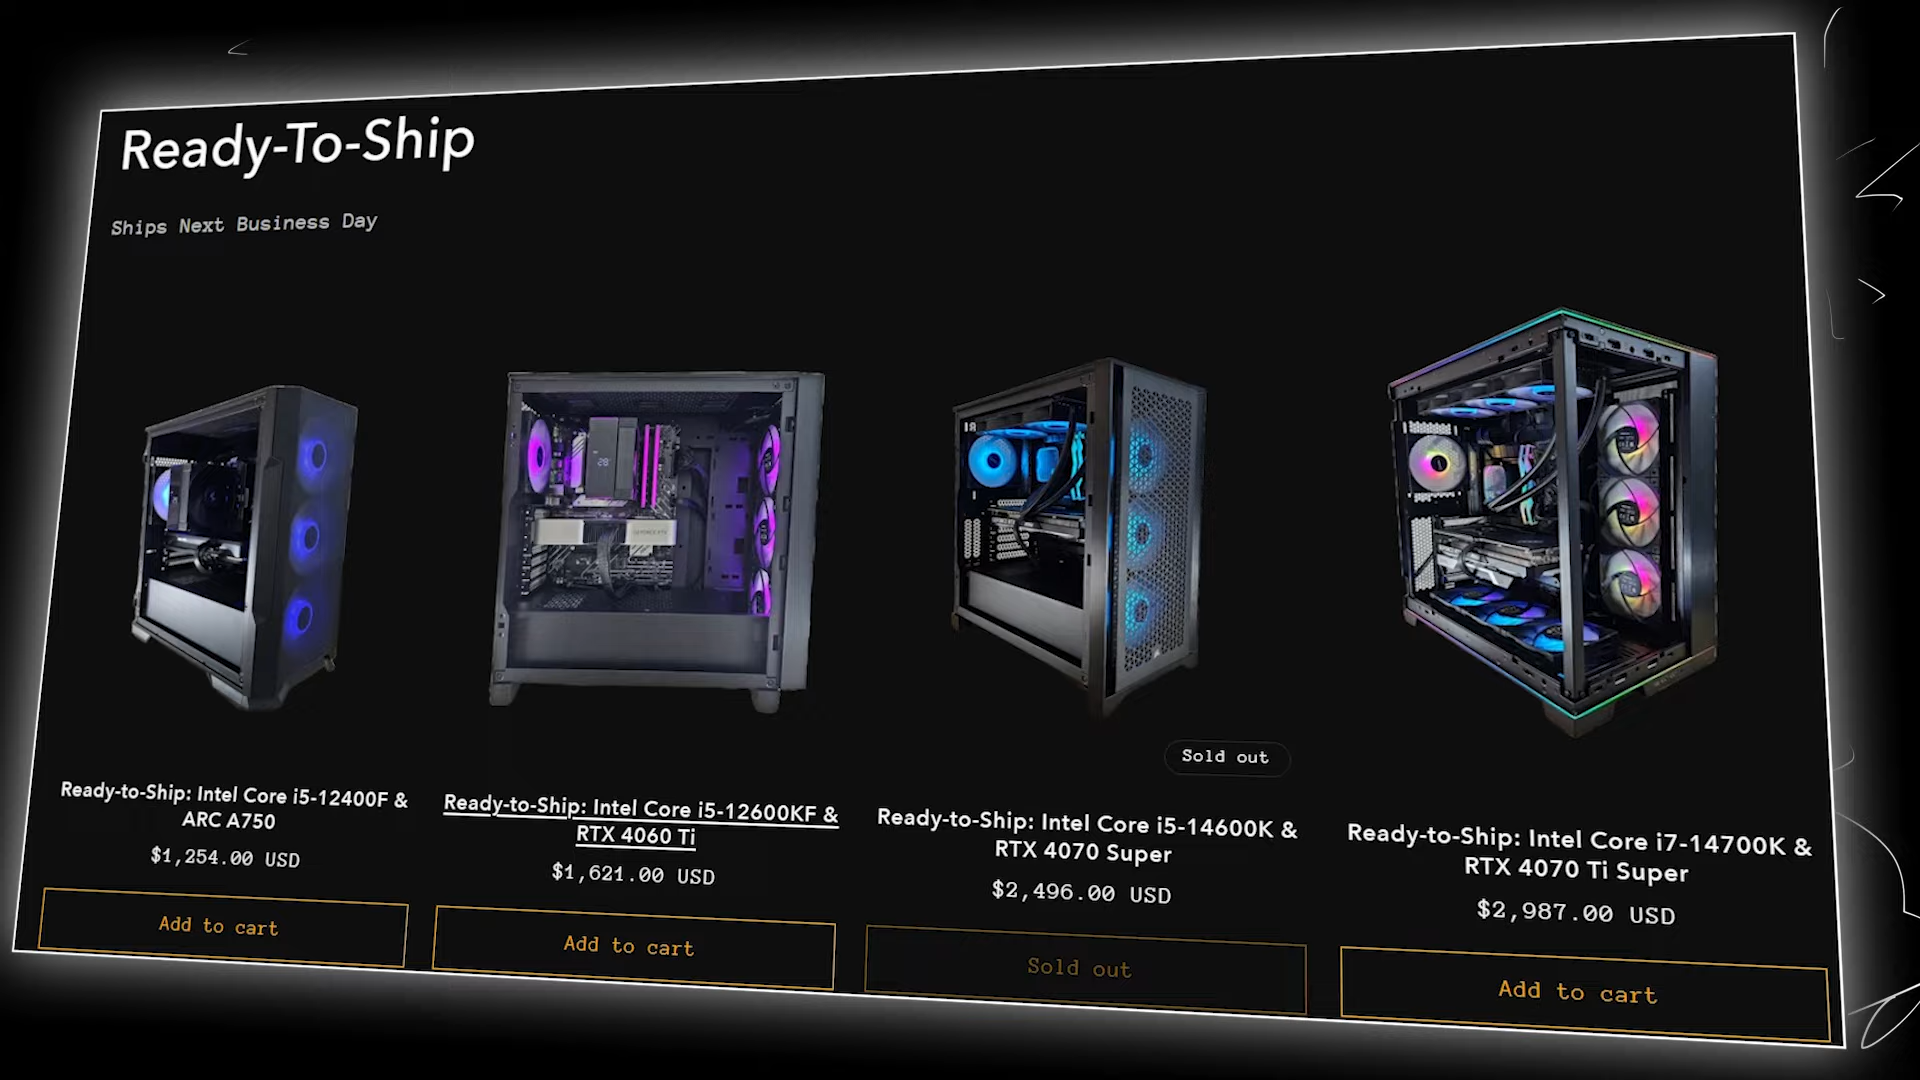 Ready-To-Ship
Ships Next Business Day
Sold out
Ready-to-Ship: Intel Core i5-12400F &
ARC A750
$1,254.00 USD
Add to cart
Ready-to-Ship: Intel Core i5-12600KF &
RTX 4060 Ti
$1,621.00 USD
Add to cart
Ready-to-Ship: Intel Core i5-14600K &
RTX 4070 Super
$2,496.00 USD
Sold out
Ready-to-Ship: Intel Core i7-14700K &
RTX 4070 Ti Super
$2,987.00 USD
Add to cart